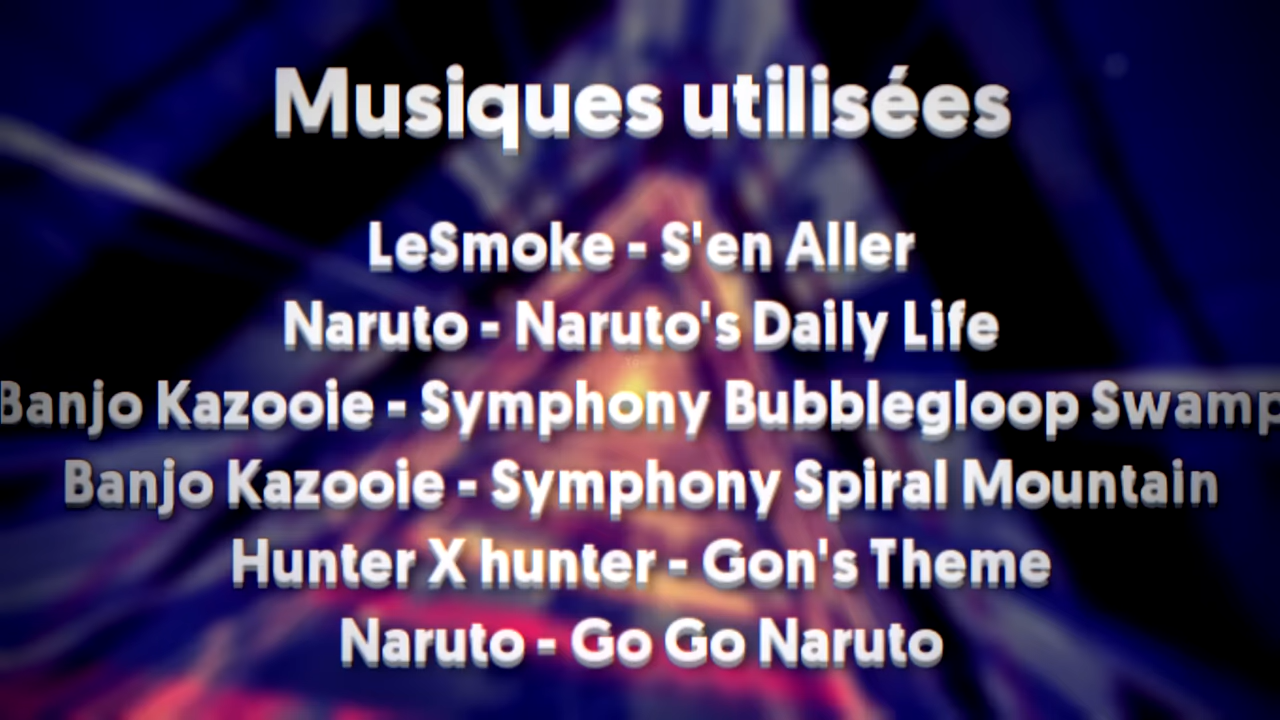 Musiques utilisées
LeSmoke - S'en Aller
Naruto - Naruto's Daily Life
Banjo Kazooie - Symphony Bubblegloop Swamp
Banjo Kazooie - Symphony Spiral Mountain
Hunter X hunter - Gon's Theme
Naruto - Go Go Naruto